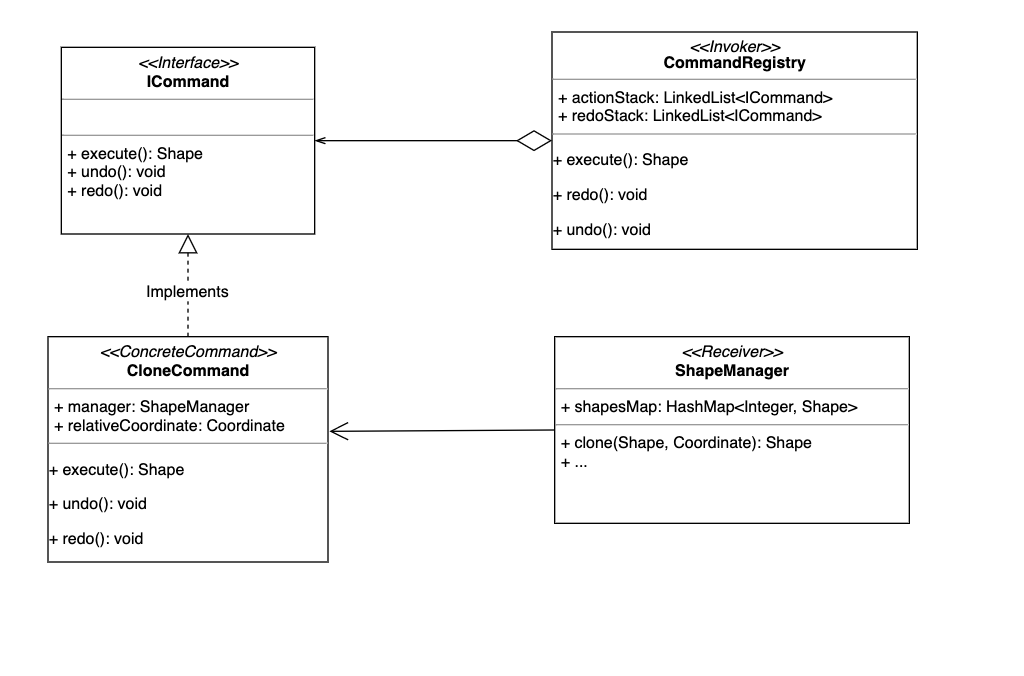 <<Interface>>
ICommand
+ execute(): Shape
+ undo(): void
+ redo(): void
<<Invoker>>
CommandRegistry
+ actionStack: LinkedList<ICommand>
+ redoStack: LinkedList<ICommand>
+ execute(): Shape
+ redo(): void
+ undo(): void
Implements
<<ConcreteCommand>>
CloneCommand
+ manager: ShapeManager
+ relativeCoordinate: Coordinate
+ execute(): Shape
+ undo(): void
+ redo(): void
<<Receiver>>
ShapeManager
+ shapesMap: HashMap<Integer, Shape>
+ clone(Shape, Coordinate): Shape
+ ...